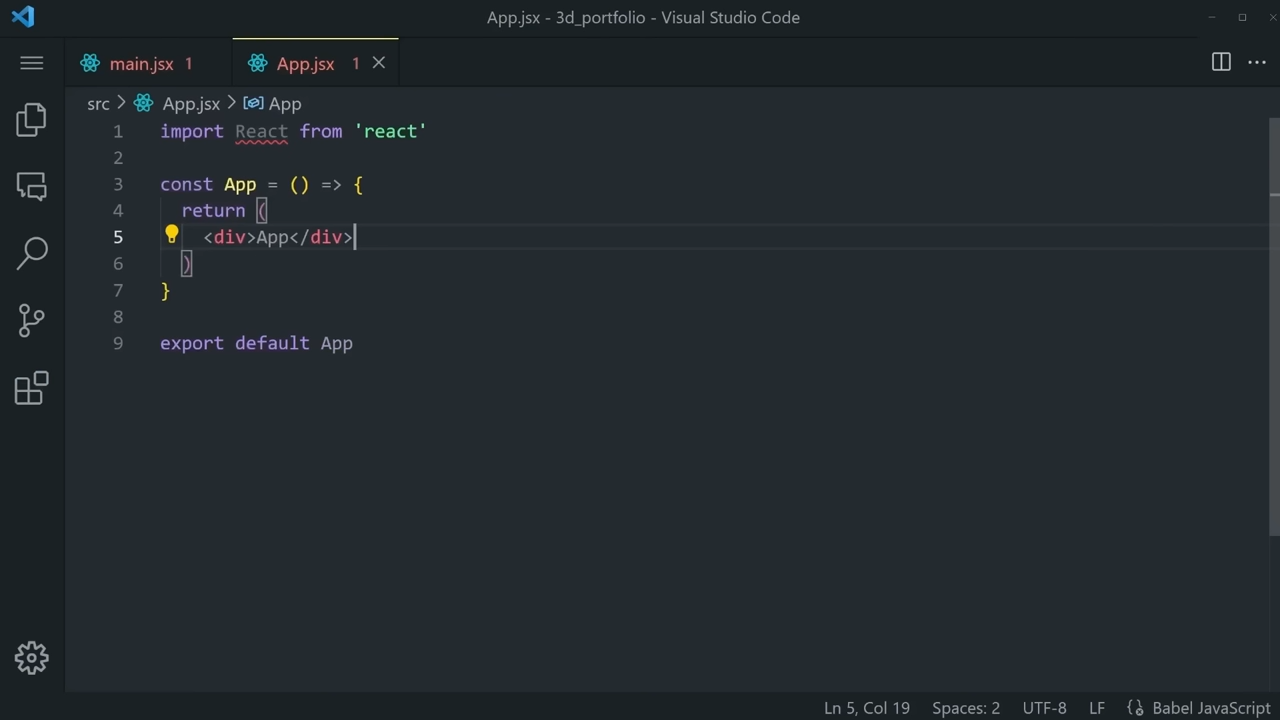 App.jsx - 3d_portfolio - Visual Studio Code
main.jsx 1
App.jsx 1
src > App.jsx > App
1 import React from 'react'
2
3 const App = () => {
4 return (
5 <div>App</div>
6 )
7 }
8
9 export default App
Ln 5, Col 19 Spaces: 2 UTF-8 LF Babel JavaScript